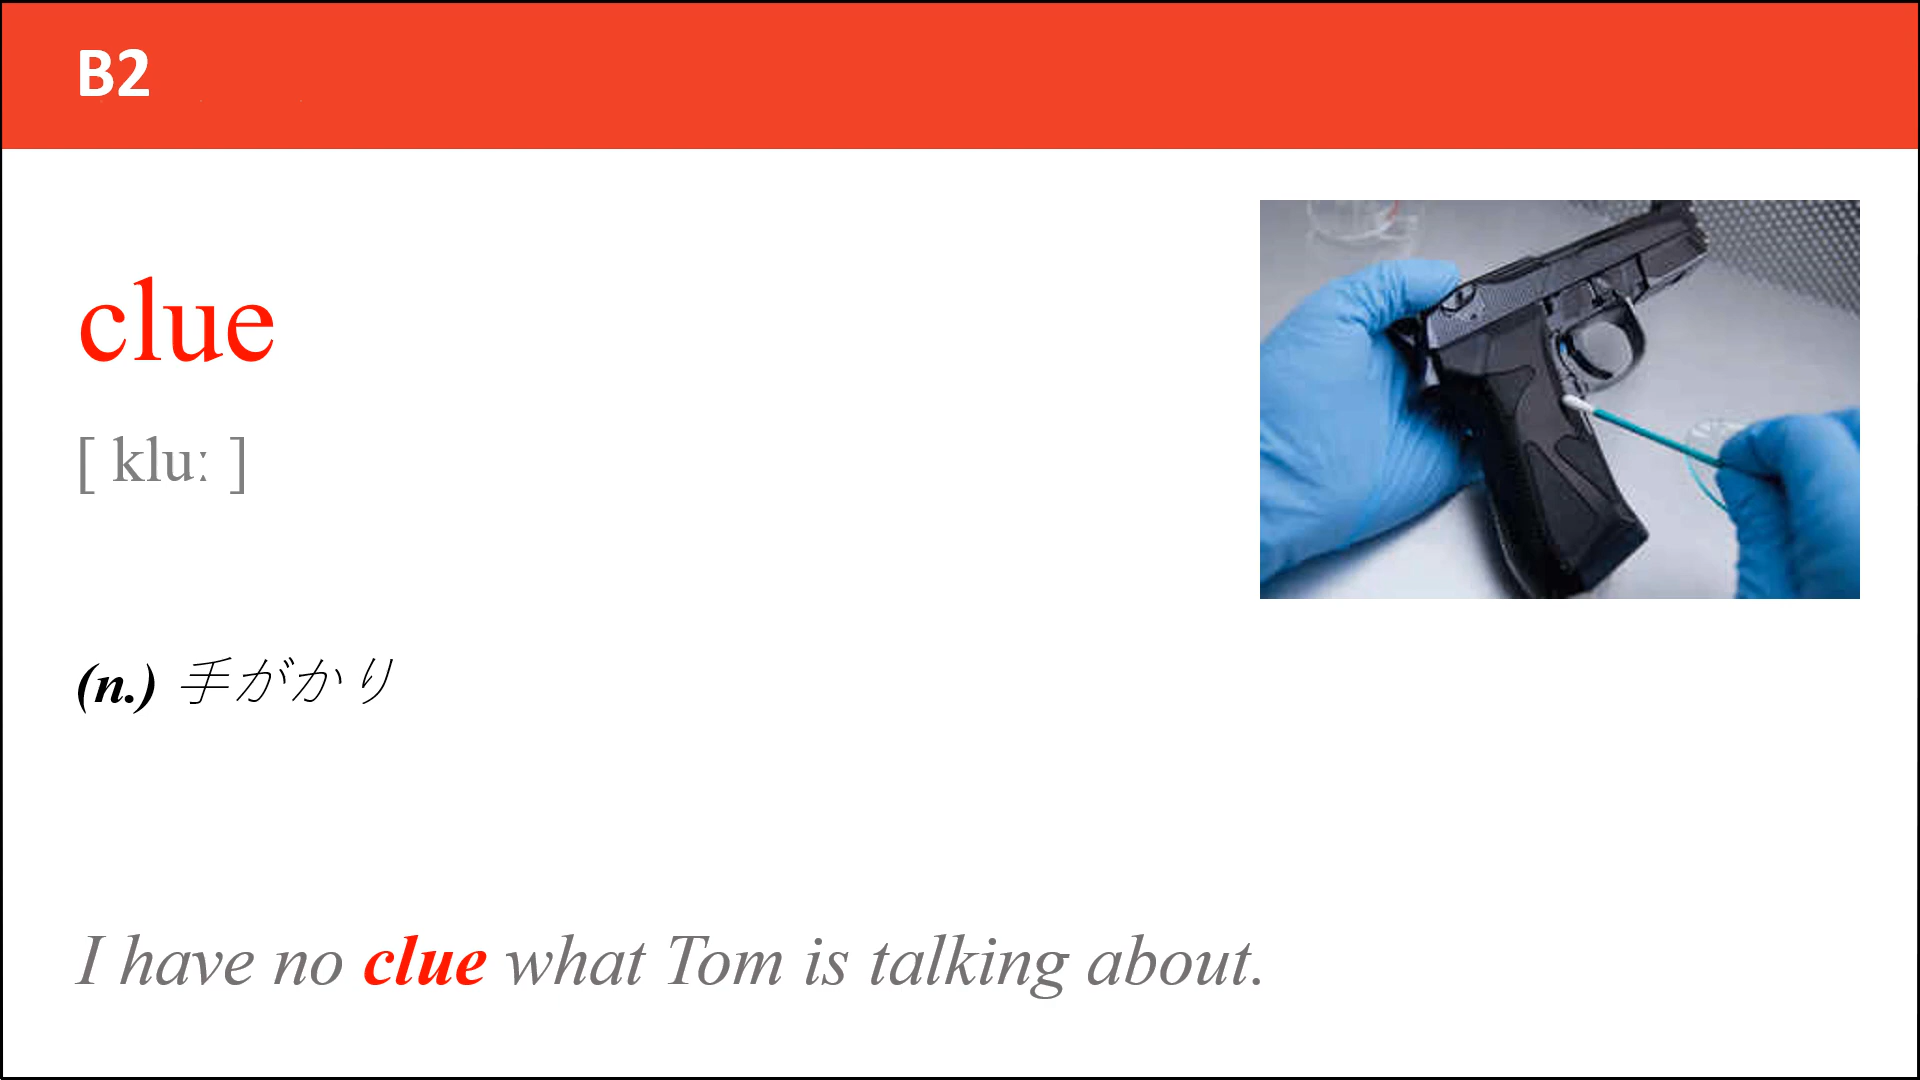 B2
clue
[ kluː ]
(n.) 手がかり
I have no clue what Tom is talking about.